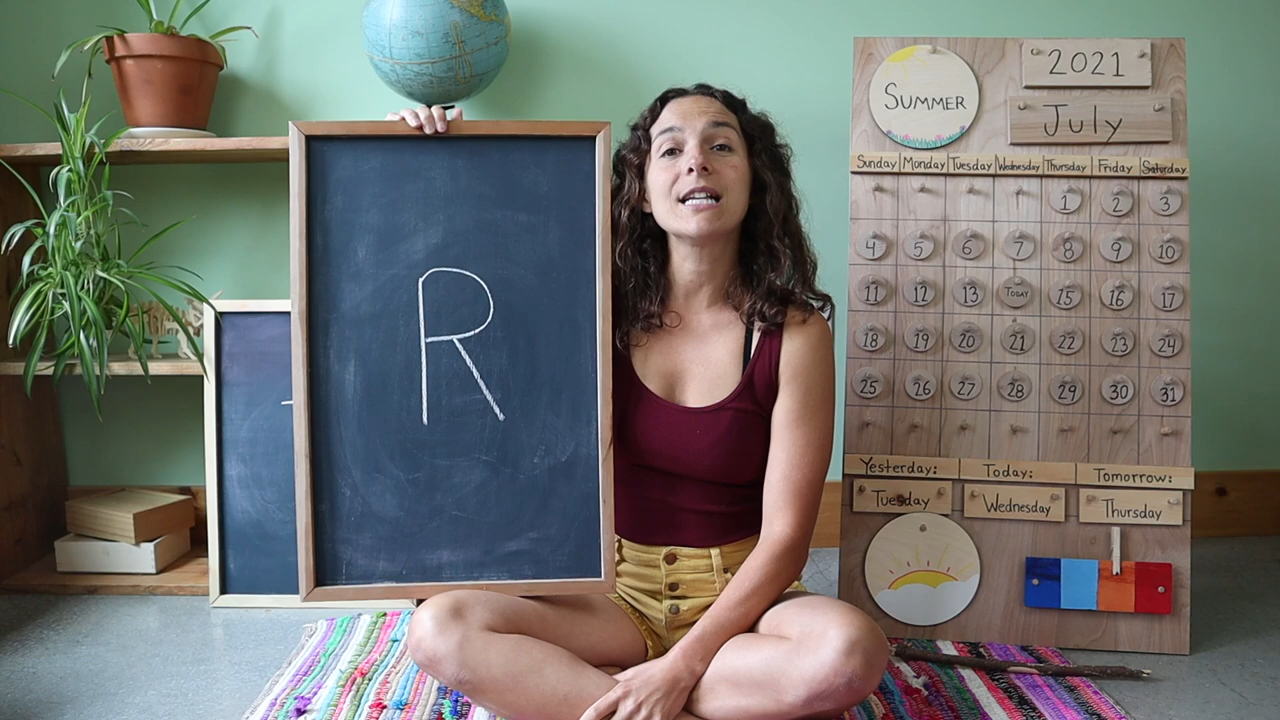 R
SUMMER
2021
July
Sunday Monday Tuesday Wednesday Thursday Friday Saturday
1 2 3
4 5 6 7 8 9 10
11 12 13 TODAY 15 16 17
18 19 20 21 22 23 24
25 26 27 28 29 30 31
Yesterday: Today: Tomorrow:
Tuesday Wednesday Thursday